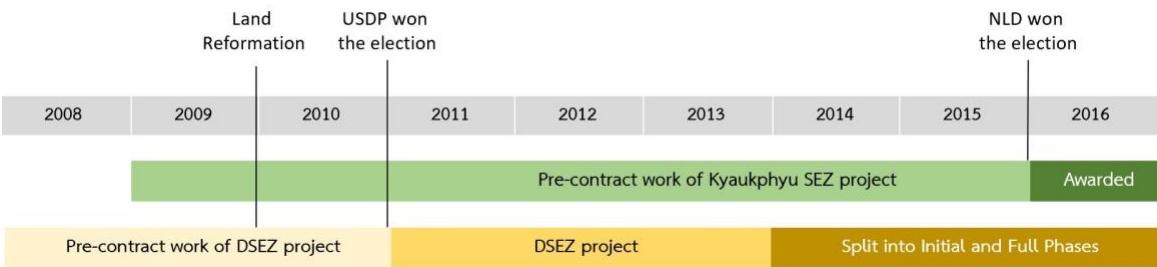 Land
Reformation
USDP won
the election
NLD won
the election
2008 2009 2010 2011 2012 2013 2014 2015 2016
Pre-contract work of Kyaukphyu SEZ project Awarded
Pre-contract work of DSEZ project DSEZ project Split into Initial and Full Phases